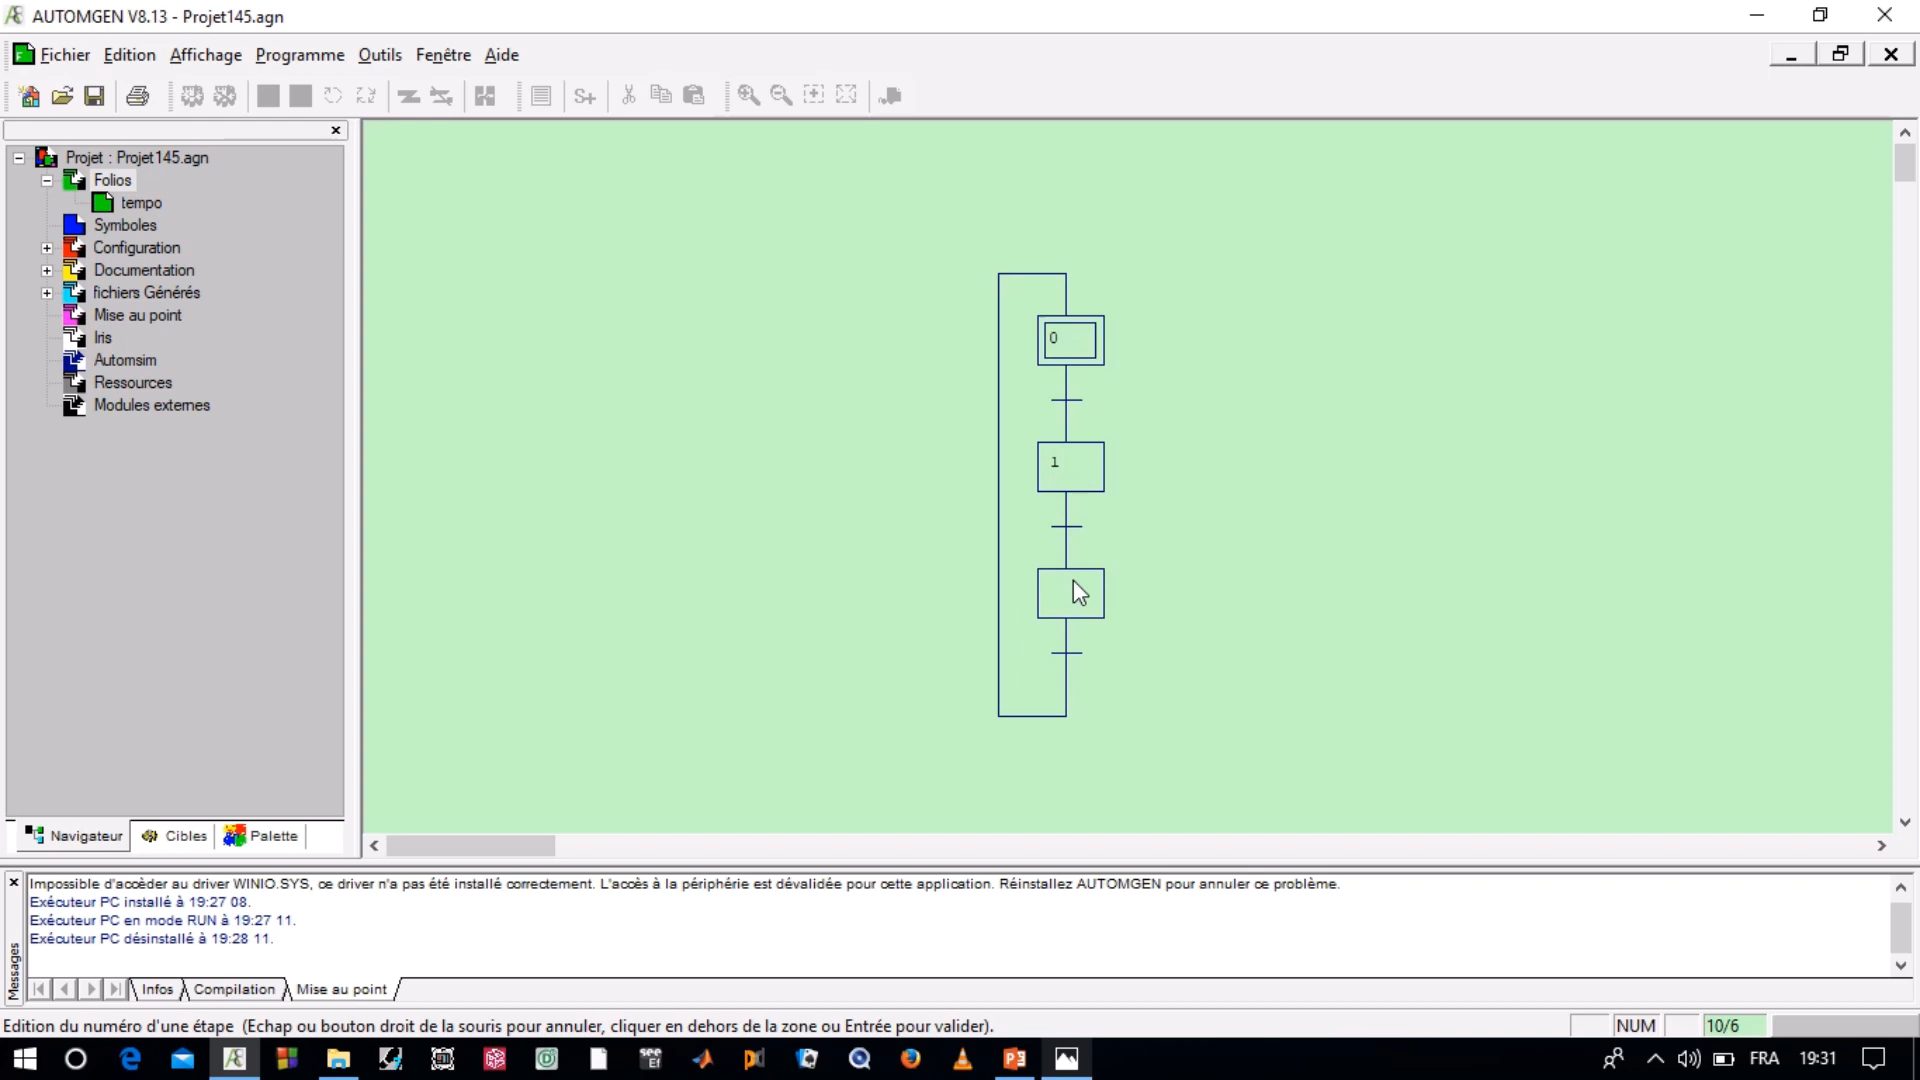 AUTOMGEN V8.13 - Projet145.agn
Fichier Edition Affichage Programme Outils Fenêtre Aide
S+
Projet : Projet145.agn
Folios
tempo
Symboles
Configuration
Documentation
fichiers Générés
Mise au point
Iris
Automsim
Ressources
Modules externes
0
1
Navigateur Cibles Palette
Impossible d'accèder au driver WINIO.SYS, ce driver n'a pas été installé correctement. L'accès à la périphérie est dévalidée pour cette application. Réinstallez AUTOMGEN pour annuler ce problème.
Exécuteur PC installé à 19:27 08.
Exécuteur PC en mode RUN à 19:27 11.
Exécuteur PC désinstallé à 19:28 11.
Messages
Infos Compilation Mise au point
Edition du numéro d'une étape (Echap ou bouton droit de la souris pour annuler, cliquer en dehors de la zone ou Entrée pour valider).
NUM 10/6
FRA 19:31